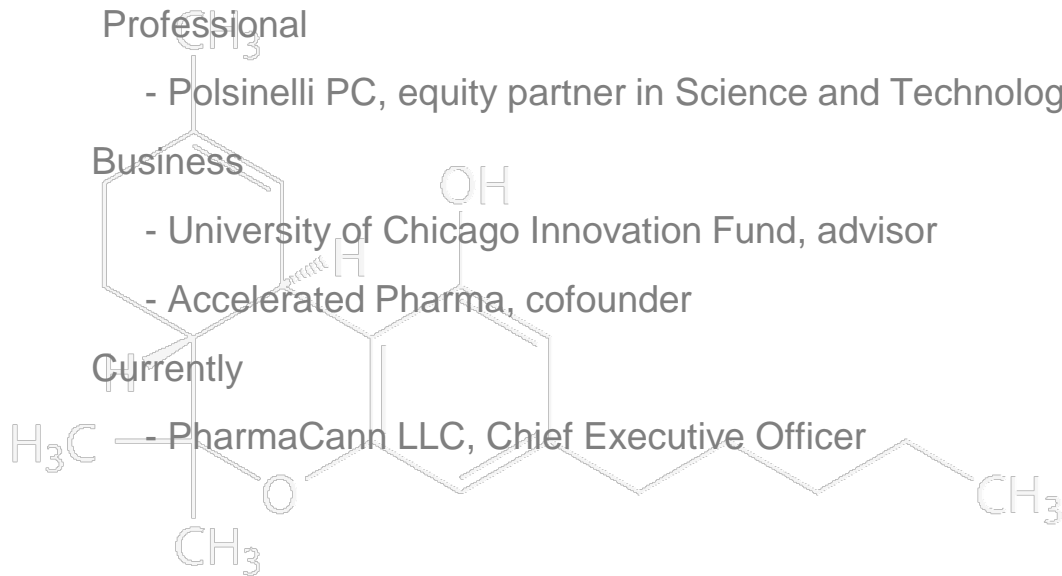 Professional
CH3
- Polsinelli PC, equity partner in Science and Technolog
Business
OH
- University of Chicago Innovation Fund, advisor
H
- Accelerated Pharma, cofounder
Currently
H
- PharmaCann LLC, Chief Executive Officer
H3C
O
CH3
CH3